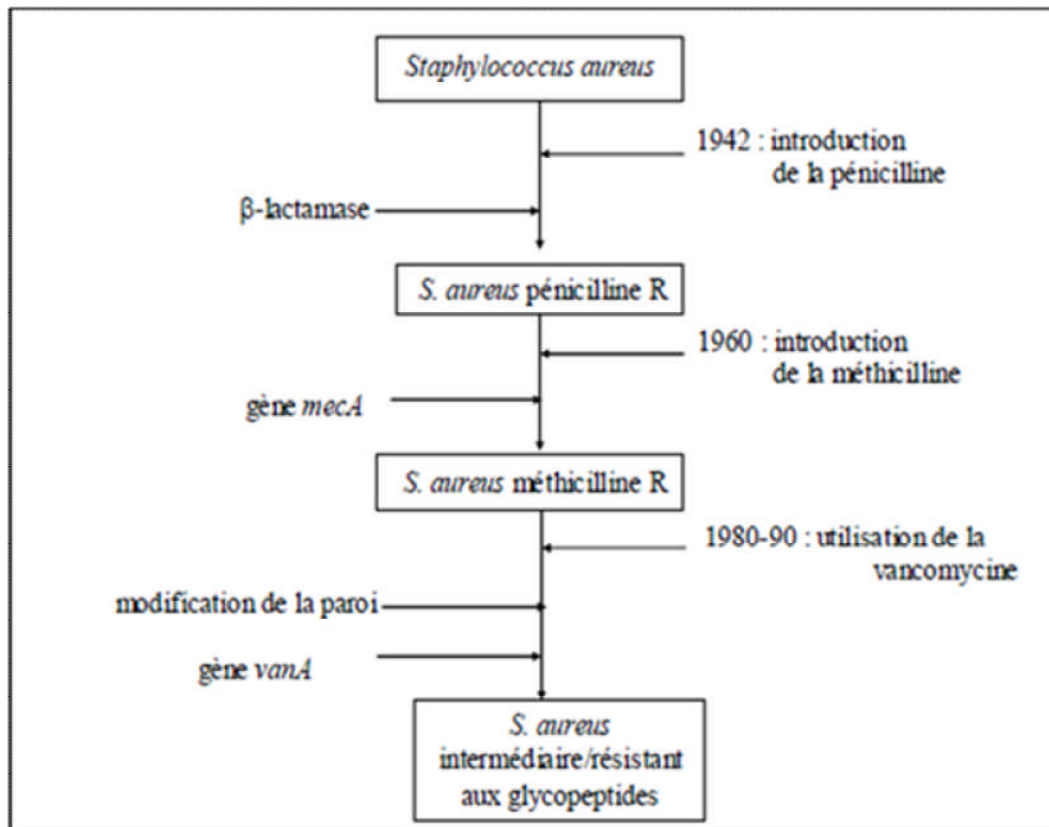 Staphylococcus aureus
1942 : introduction
de la pénicilline
β-lactamase
S. aureus pénicilline R
1960 : introduction
de la méthicilline
gène mecA
S. aureus méthicilline R
1980-90 : utilisation de la
vancomycine
modification de la paroi
gène vanA
S. aureus
intermédiaire/résistant
aux glycopeptides